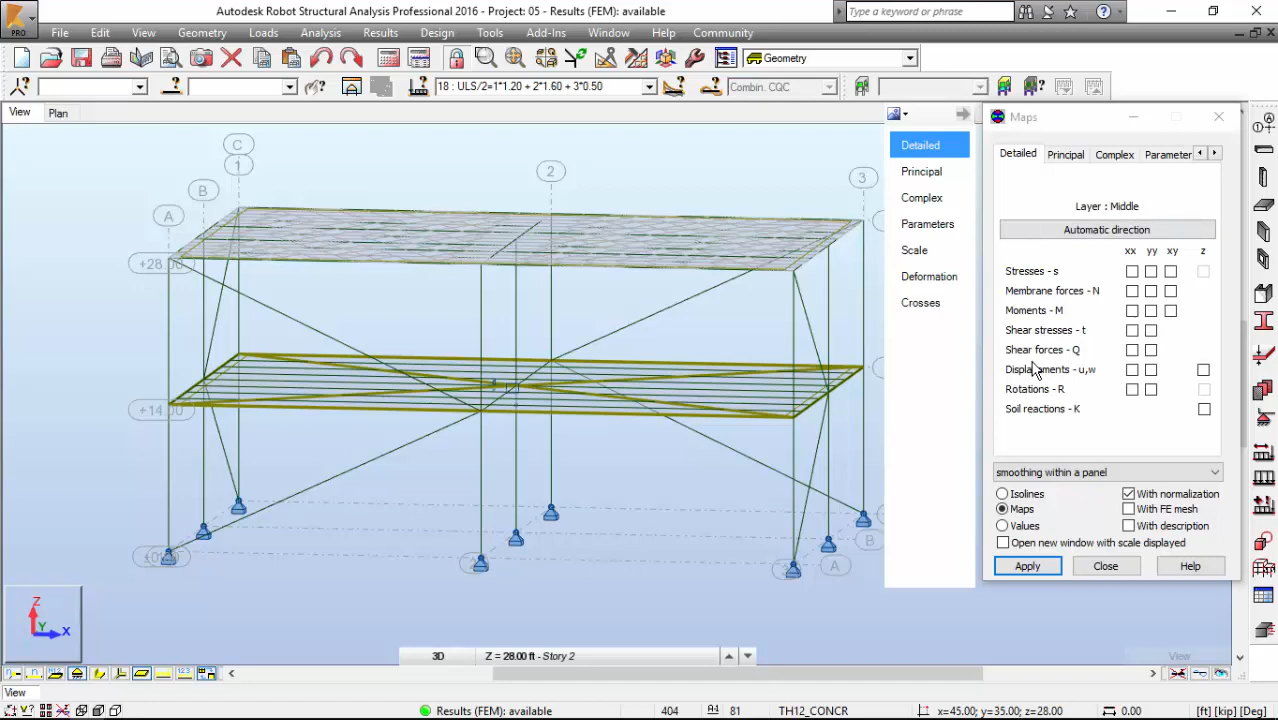 Autodesk Robot Structural Analysis Professional 2016 - Project: 05 - Results (FEM): available
Type a keyword or phrase
PRO
File Edit View Geometry Loads Analysis Results Design Tools Add-Ins Window Help Community
Geometry
18 : ULS/2=1*1.20 + 2*1.60 + 3*0.50
Combin. CQC
View Plan
C
1
2
3
B
A
+28.00
+14.00
B
A
Detailed
Principal
Complex
Parameters
Scale
Deformation
Crosses
Maps
Detailed Principal Complex Parameter
Layer : Middle
Automatic direction
xx yy xy z
Stresses - s
Membrane forces - N
Moments - M
Shear stresses - t
Shear forces - Q
Displacements - u,w
Rotations - R
Soil reactions - K
smoothing within a panel
Isolines With normalization
Maps With FE mesh
Values With description
Open new window with scale displayed
Apply Close Help
Z
Y
X
3D Z = 28.00 ft - Story 2
View
View
Results (FEM): available 404 81 TH12_CONCR x=45.00; y=35.00; z=28.00 0.00 [ft] [kip] [Deg]